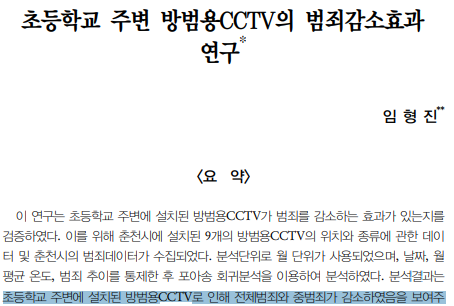 초등학교 주변 방범용CCTV의 범죄감소효과
연구*
임 형 진**
<요 약>
이 연구는 초등학교 주변에 설치된 방범용CCTV가 범죄를 감소하는 효과가 있는지를
검증하였다. 이를 위해 춘천시에 설치된 9개의 방범용CCTV의 위치와 종류에 관한 데이
터 및 춘천시의 범죄데이터가 수집되었다. 분석단위로 월 단위가 사용되었으며, 날짜, 월
평균 온도, 범죄 추이를 통제한 후 포아송 회귀분석을 이용하여 분석하였다. 분석결과는
초등학교 주변에 설치된 방범용CCTV로 인해 전체범죄와 중범죄가 감소하였음을 보여주